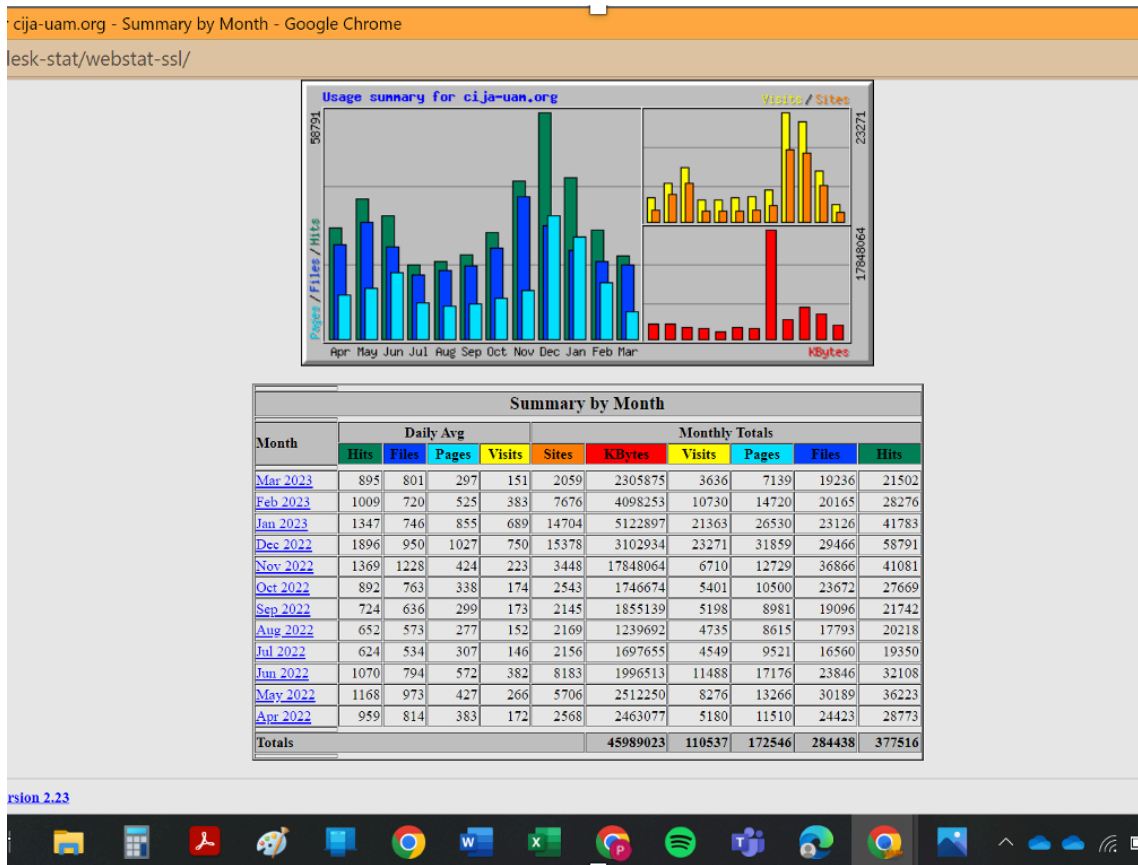 cija-uam.org - Summary by Month - Google Chrome
lesk-stat/webstat-ssl/
Usage summary for cija-uam.org
Visits / Sites
58791
23271
Pages / Files / Hits
17848064
Apr May Jun Jul Aug Sep Oct Nov Dec Jan Feb Mar
KBytes
Summary by Month
Month Daily Avg Monthly Totals
Hits Files Pages Visits Sites KBytes Visits Pages Files Hits
Mar 2023 895 801 297 151 2059 2305875 3636 7139 19236 21502
Feb 2023 1009 720 525 383 7676 4098253 10730 14720 20165 28276
Jan 2023 1347 746 855 689 14704 5122897 21363 26530 23126 41783
Dec 2022 1896 950 1027 750 15378 3102934 23271 31859 29466 58791
Nov 2022 1369 1228 424 223 3448 17848064 6710 12729 36866 41081
Oct 2022 892 763 338 174 2543 1746674 5401 10500 23672 27669
Sep 2022 724 636 299 173 2145 1855139 5198 8981 19096 21742
Aug 2022 652 573 277 152 2169 1239692 4735 8615 17793 20218
Jul 2022 624 534 307 146 2156 1697655 4549 9521 16560 19350
Jun 2022 1070 794 572 382 8183 1996513 11488 17176 23846 32108
May 2022 1168 973 427 266 5706 2512250 8276 13266 30189 36223
Apr 2022 959 814 383 172 2568 2463077 5180 11510 24423 28773
Totals 45989023 110537 172546 284438 377516
rsion 2.23